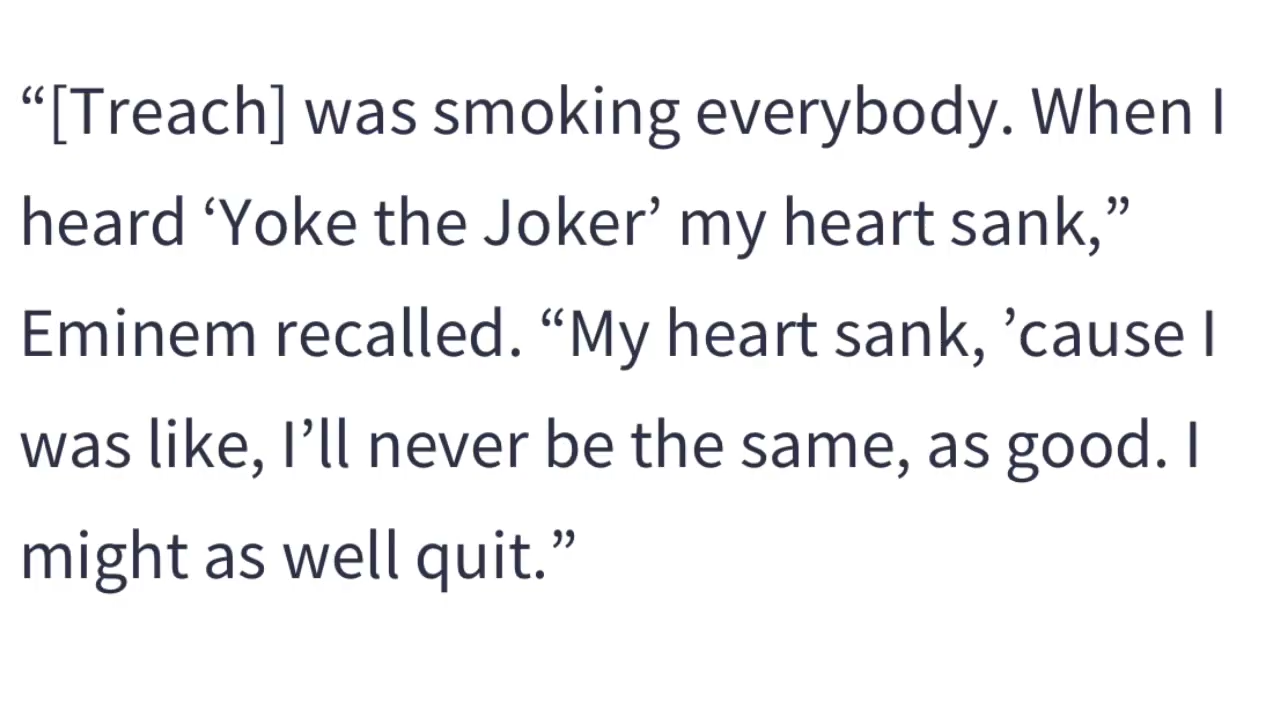 “[Treach] was smoking everybody. When I
heard ‘Yoke the Joker’ my heart sank,”
Eminem recalled. “My heart sank, ’cause I
was like, I’ll never be the same, as good. I
might as well quit.”